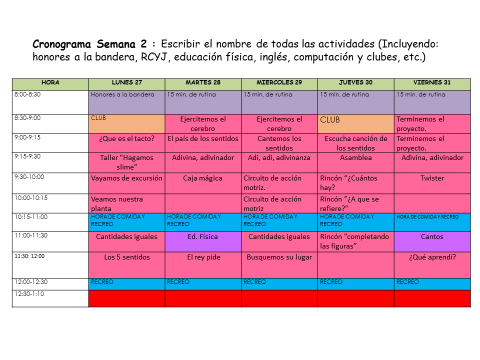 Cronograma Semana 2 : Escribir el nombre de todas las actividades (Incluyendo:
honores a la bandera, RCYJ, educación física, inglés, computación y clubes, etc.)
HORA LUNES 27 MARTES 28 MIERCOLES 29 JUEVES 30 VIERNES 31
8:00-8:30 Honores a la bandera 15 min. de rutina 15 min. de rutina 15 min. de rutina 15 min. de rutina
8:30-9:00 CLUB Ejercitemos el Ejercitemos el CLUB Terminemos el
cerebro cerebro proyecto.
9:00-9:15 ¿Que es el tacto? El país de los sentidos Cantemos los Escucha canción de Terminemos el
sentidos los sentidos proyecto.
9:15-9:30 Taller "Hagamos Adivina, adivinador Adi, adi, adivinanza Asamblea Adivina, adivinador
slime"
9:30-10:00 Vayamos de excursión Caja mágica Circuito de acción Rincón "¿Cuántos Twister
motriz. hay?
10:00-10:15 Veamos nuestra Circuito de acción Rincón "¿A que se
planta motriz refiere?"
10:15-11:00 HORA DE COMIDA Y HORA DE COMIDA Y HORA DE COMIDA Y HORA DE COMIDA Y HORA DE COMIDA Y RECREO
RECREO RECREO RECREO RECREO
11:00-11:30 Cantidades iguales Ed. Física Cantidades iguales Rincón "completando Cantos
las figuras"
11:30: 12:00 Los 5 sentidos El rey pide Busquemos su lugar ¿Qué aprendí?
12:00-12:30 RECREO RECREO RECREO RECREO RECREO
12:30-1:10